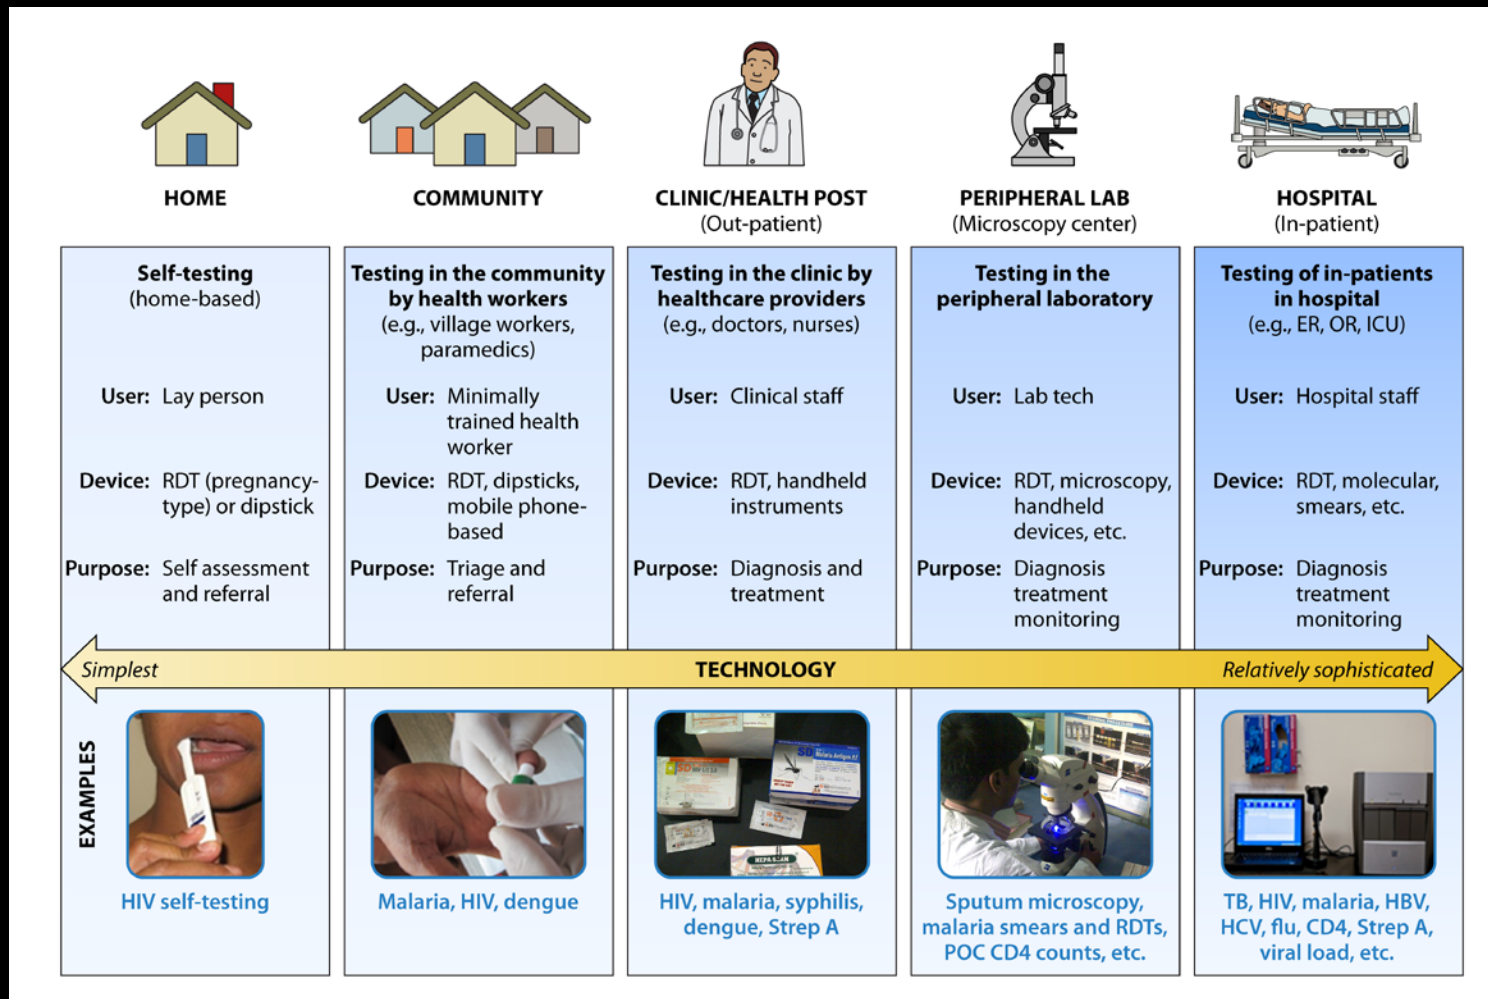 HOME
COMMUNITY
CLINIC/HEALTH POST
(Out-patient)
PERIPHERAL LAB
(Microscopy center)
HOSPITAL
(In-patient)
Self-testing
(home-based)
User: Lay person
Device: RDT (pregnancy-
type) or dipstick
Purpose: Self assessment
and referral
Testing in the community
by health workers
(e.g., village workers,
paramedics)
User: Minimally
trained health
worker
Device: RDT, dipsticks,
mobile phone-
based
Purpose: Triage and
referral
Testing in the clinic by
healthcare providers
(e.g., doctors, nurses)
User: Clinical staff
Device: RDT, handheld
instruments
Purpose: Diagnosis and
treatment
Testing in the
peripheral laboratory
User: Lab tech
Device: RDT, microscopy,
handheld
devices, etc.
Purpose: Diagnosis
treatment
monitoring
Testing of in-patients
in hospital
(e.g., ER, OR, ICU)
User: Hospital staff
Device: RDT, molecular,
smears, etc.
Purpose: Diagnosis
treatment
monitoring
Simplest
TECHNOLOGY
Relatively sophisticated
EXAMPLES
SD
SD
Malaria Antigen P.f
HEPA SCAN
HIV self-testing
Malaria, HIV, dengue
HIV, malaria, syphilis,
dengue, Strep A
Sputum microscopy,
malaria smears and RDTs,
POC CD4 counts, etc.
TB, HIV, malaria, HBV,
HCV, flu, CD4, Strep A,
viral load, etc.